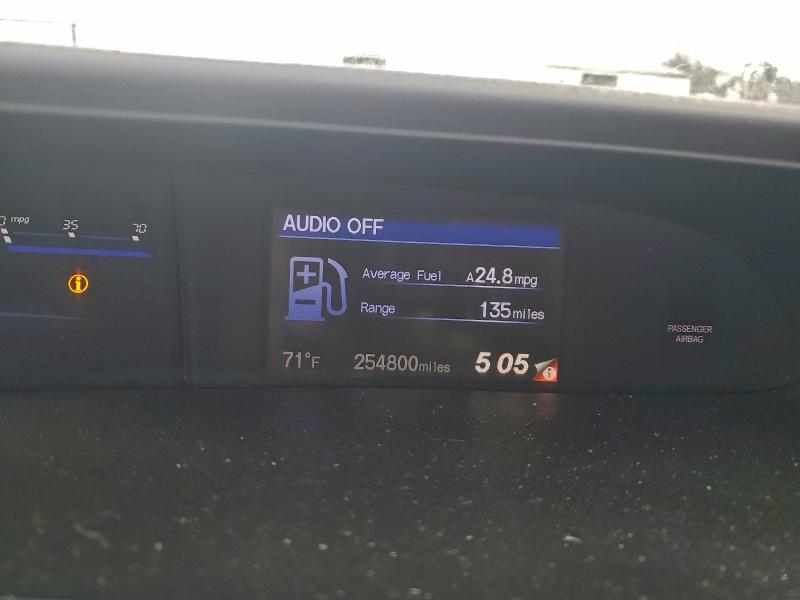 mpg 35 70
AUDIO OFF
Average Fuel A24.8mpg
Range 135miles
71°F 254800miles 5 05
PASSENGER
AIRBAG